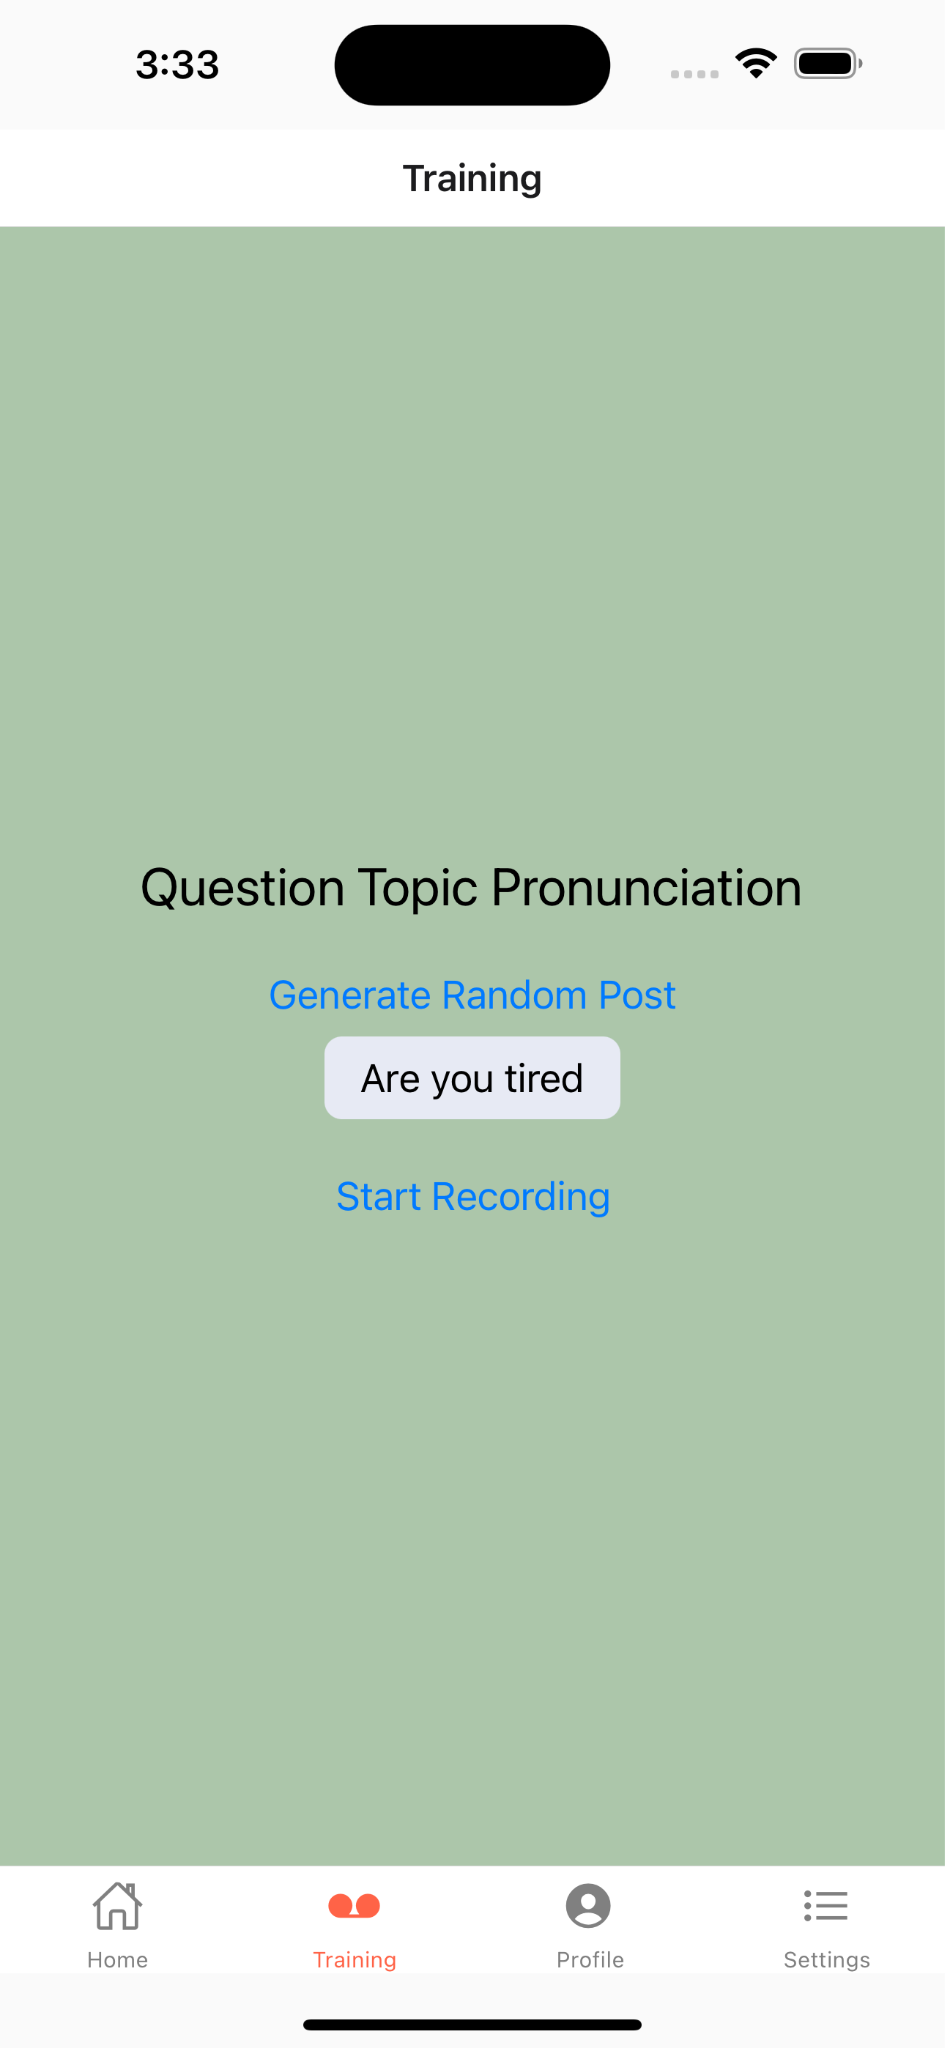 3:33
Training
Question Topic Pronunciation
Generate Random Post
Are you tired
Start Recording
Home
Training
Profile
Settings